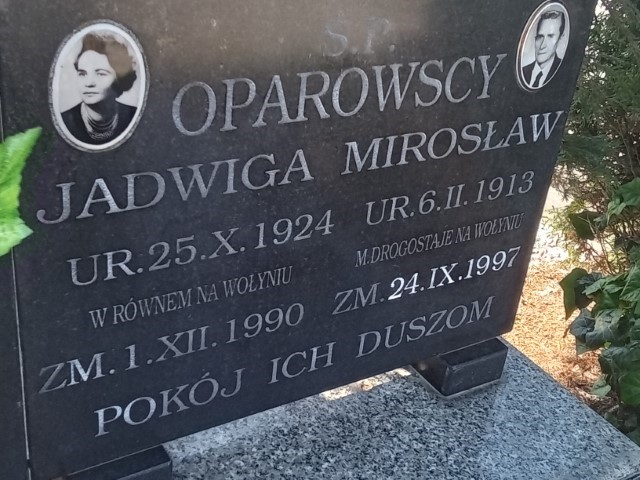 Ś.P.
OPAROWSCY
JADWIGA MIROSŁAW
UR.25.X.1924 UR.6.II.1913
W RÓWNEM NA WOŁYNIU M.DROGOSTAJE NA WOŁYNIU
ZM.1.XII.1990 ZM.24.IX.1997
POKÓJ ICH DUSZOM